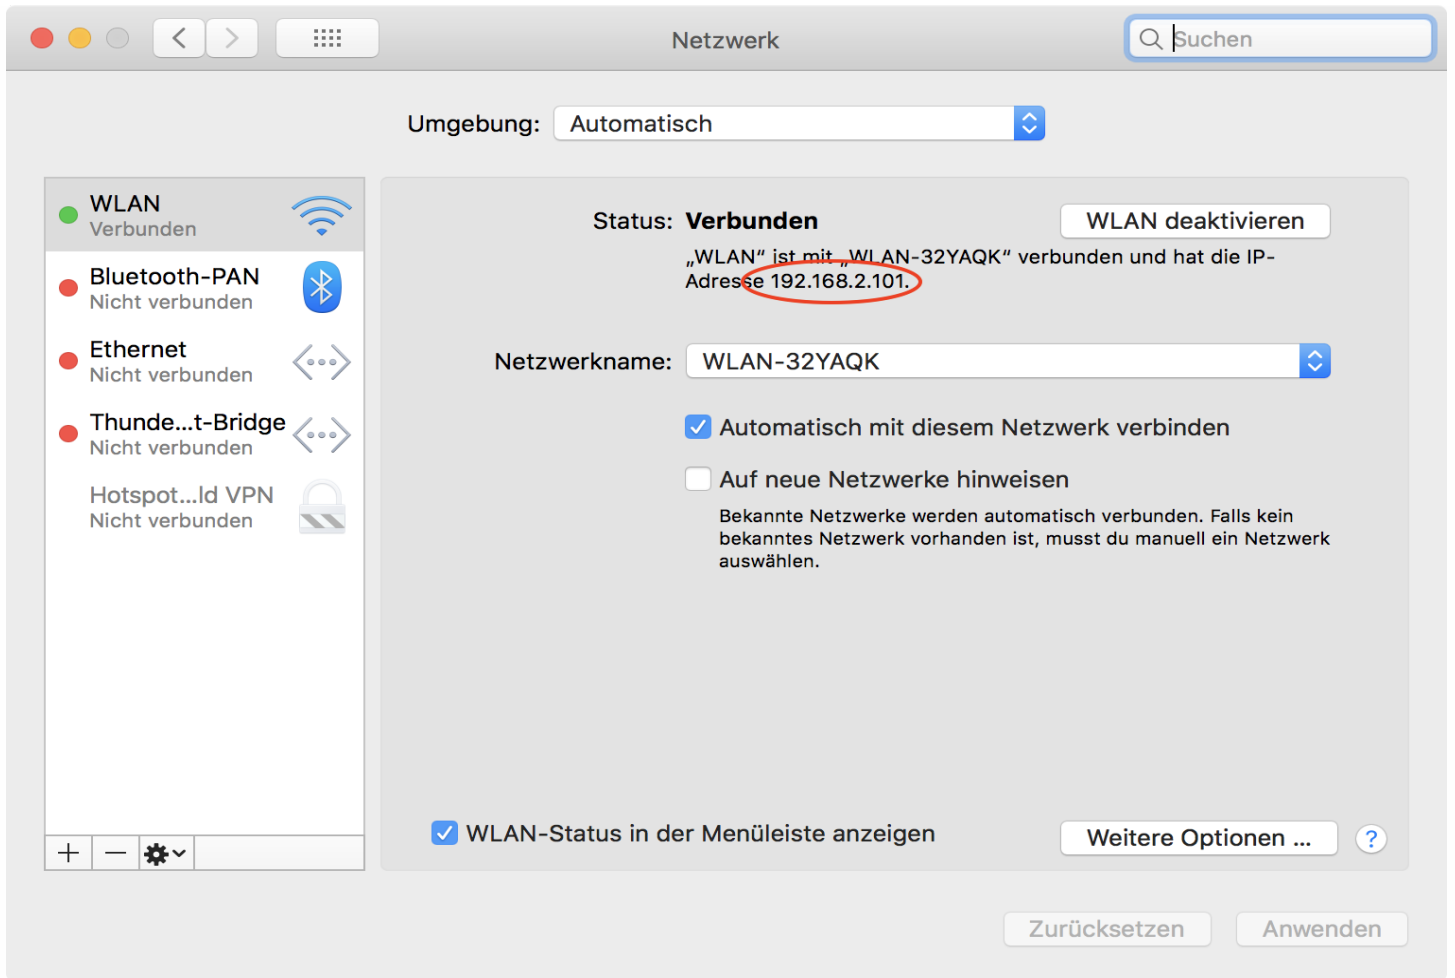 Netzwerk
Suchen
Umgebung: Automatisch
WLAN
Verbunden
Bluetooth-PAN
Nicht verbunden
Ethernet
Nicht verbunden
Thunde...t-Bridge
Nicht verbunden
Hotspot...ld VPN
Nicht verbunden
Status: Verbunden
WLAN deaktivieren
„WLAN“ ist mit „WLAN-32YAQK“ verbunden und hat die IP-
Adresse 192.168.2.101.
Netzwerkname: WLAN-32YAQK
Automatisch mit diesem Netzwerk verbinden
Auf neue Netzwerke hinweisen
Bekannte Netzwerke werden automatisch verbunden. Falls kein
bekanntes Netzwerk vorhanden ist, musst du manuell ein Netzwerk
auswählen.
WLAN-Status in der Menüleiste anzeigen
Weitere Optionen ...
?
Zurücksetzen
Anwenden